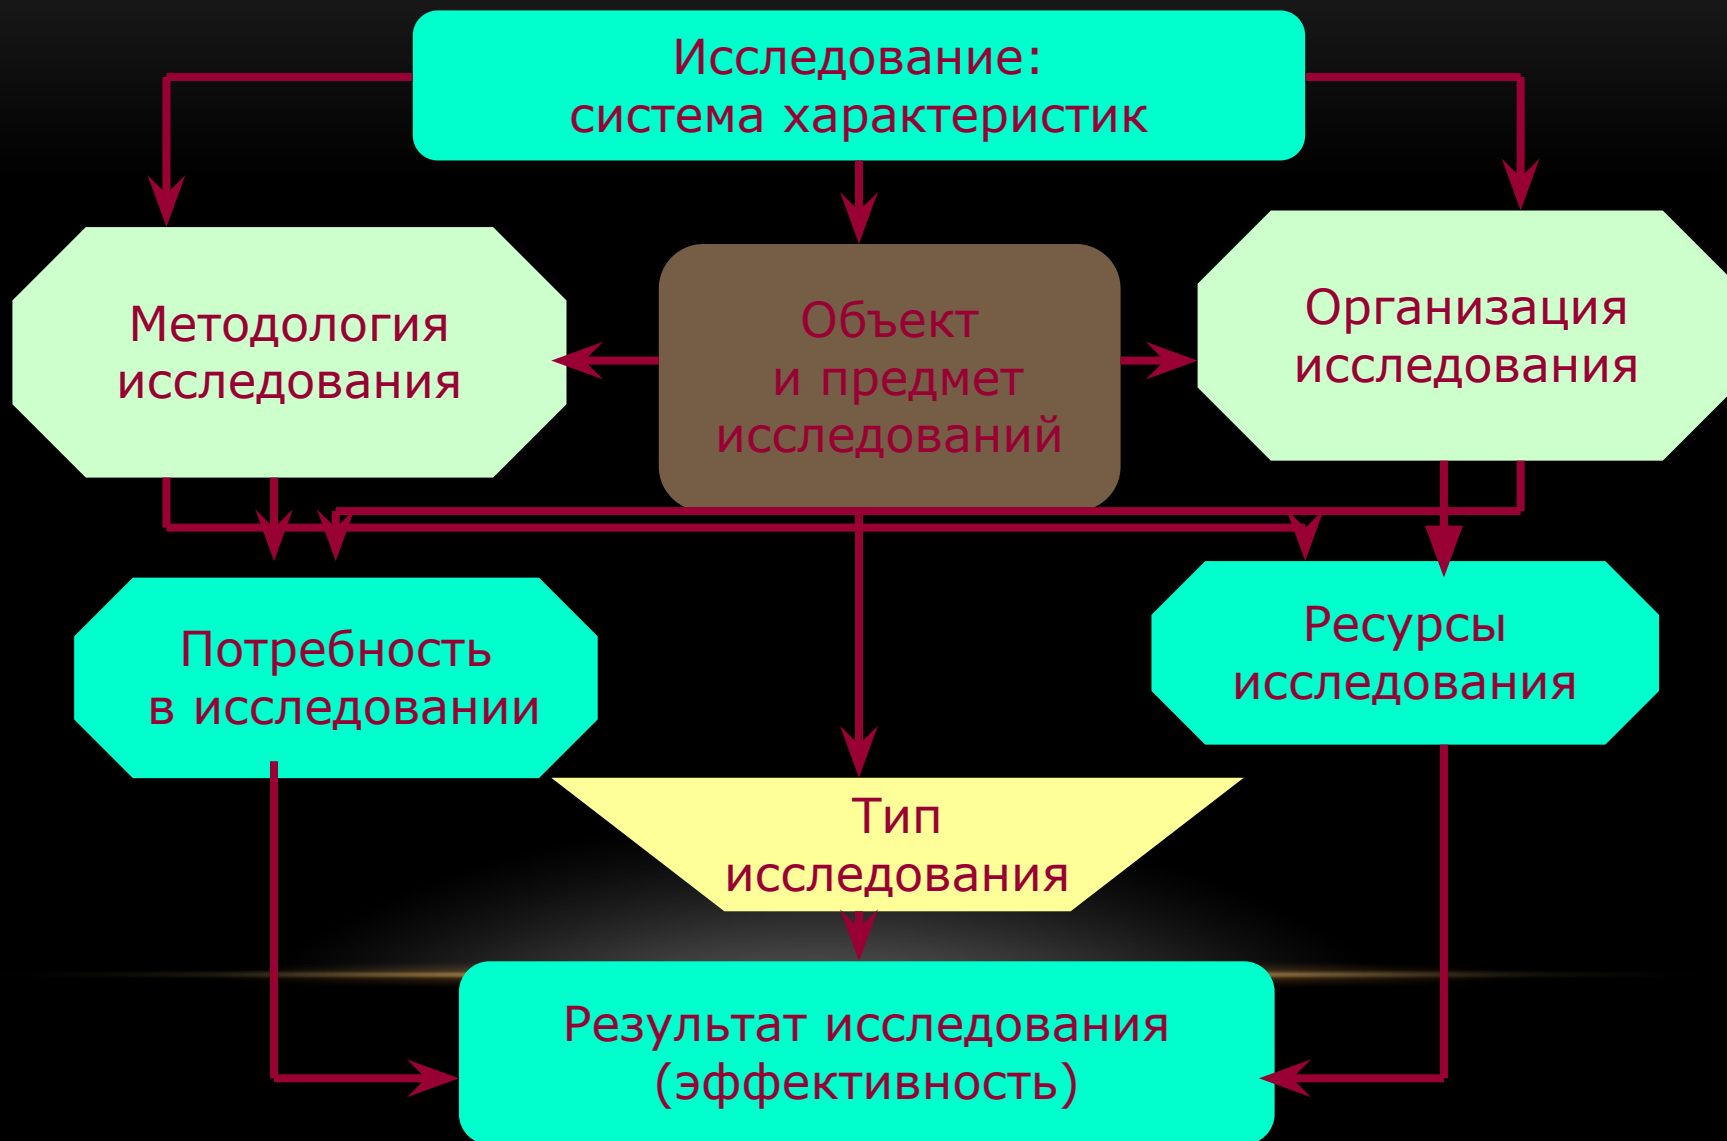 Исследование:
система характеристик
Методология
исследования
Объект
и предмет
исследований
Организация
исследования
Потребность
в исследовании
Ресурсы
исследования
Тип
исследования
Результат исследования
(эффективность)